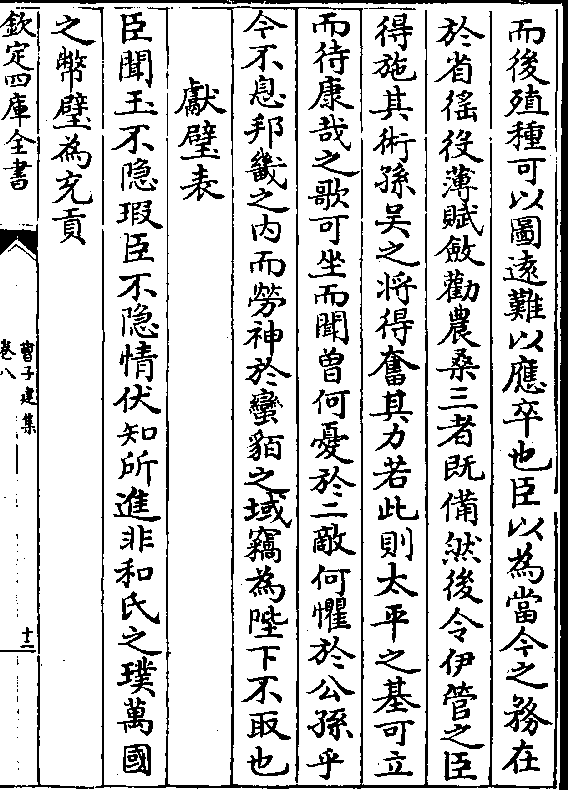 而後殖種可以圖遠難以應卒也臣以為當今之務在
於省徭役薄賦斂勸農桑三者既備然後令伊管之臣
得施其術孫吳之將得奮其力若此則太平之基可立
而待康哉之歌可坐而聞曾何憂於二敵何懼於公孫乎
今不息邦畿之內而勞神於蠻貊之域竊為陛下不取也
獻璧表
臣聞玉不隱瑕臣不隱情伏知所進非和氏之璞萬國
之幣璧為充貢
欽定四庫全書
曹子建集
卷八
十二